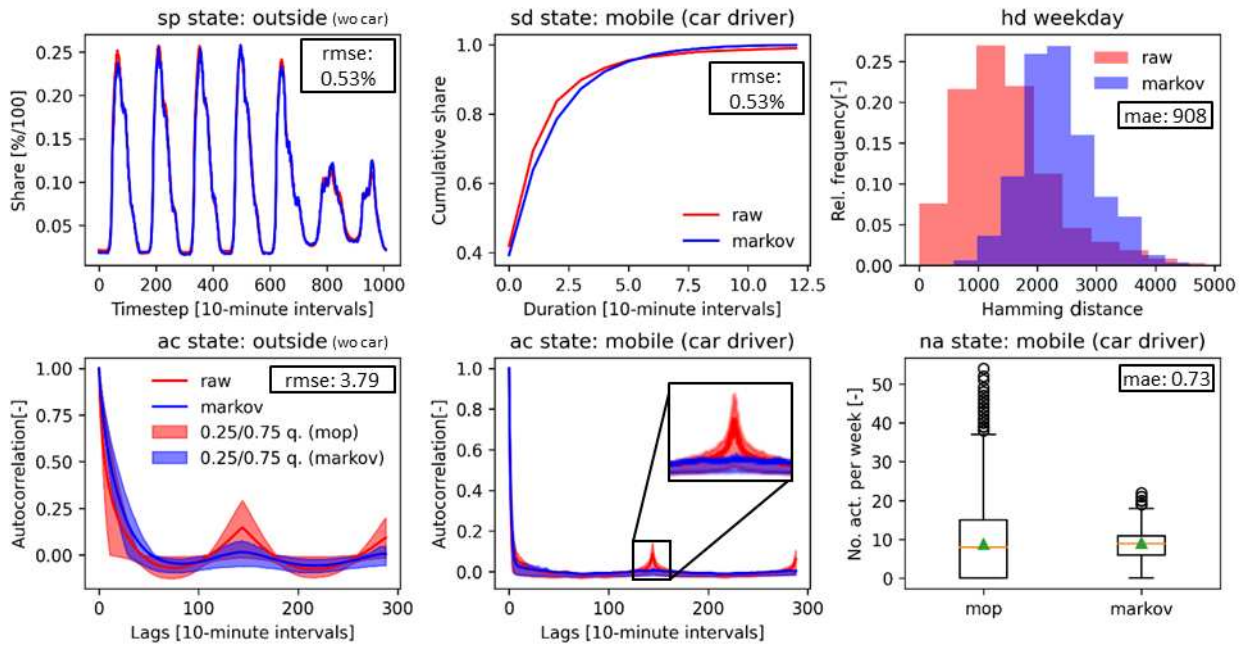 sp state: outside (wo car)
0.25
0.20
0.15
0.10
0.05
Share [%/100]
rmse:
0.53%
0 200 400 600 800 1000
Timestep [10-minute intervals]
sd state: mobile (car driver)
1.0
0.8
0.6
0.4
Cumulative share
rmse:
0.53%
raw
markov
0.0 2.5 5.0 7.5 10.0 12.5
Duration [10-minute intervals]
hd weekday
0.25
0.20
0.15
0.10
0.05
0.00
Rel. frequency[-]
raw
markov
mae: 908
0 1000 2000 3000 4000 5000
Hamming distance
ac state: outside (wo car)
1.00
0.75
0.50
0.25
0.00
Autocorrelation[-]
rmse: 3.79
raw
markov
0.25/0.75 q. (mop)
0.25/0.75 q. (markov)
0 100 200 300
Lags [10-minute intervals]
ac state: mobile (car driver)
1.0
0.8
0.6
0.4
0.2
0.0
Autocorrelation[-]
0 100 200 300
Lags [10-minute intervals]
na state: mobile (car driver)
50
40
30
20
10
0
No. act. per week [-]
mae: 0.73
mop markov